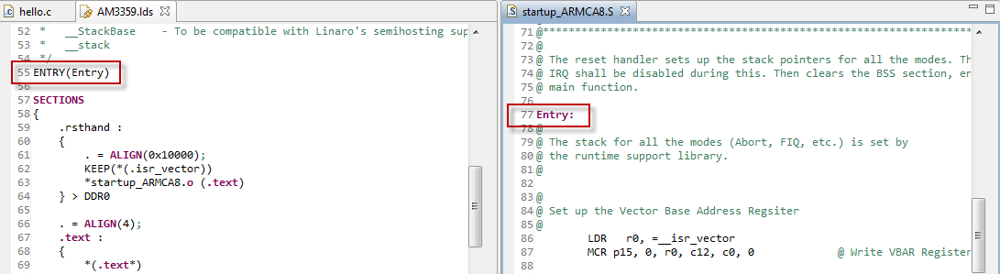 hello.c
AM3359.lds
52 *   __StackBase    - To be compatible with Linaro's semihosting sup
53 *   __stack
54 */
55 ENTRY(Entry)
56
57 SECTIONS
58 {
59 .rsthand :
60 {
61 . = ALIGN(0x10000);
62 KEEP(*(.isr_vector))
63 *startup_ARMCA8.o (.text)
64 } > DDR0
65
66 . = ALIGN(4);
67 .text :
68 {
69 *(.text*)
startup_ARMCA8.S
71 @*******************************************************************
72 @
73 @ The reset handler sets up the stack pointers for all the modes. Th
74 @ IRQ shall be disabled during this. Then clears the BSS section, en
75 @ main function.
76
77 Entry:
78 @
79 @ The stack for all the modes (Abort, FIQ, etc.) is set by
80 @ the runtime support library.
81 @
82
83 @
84 @ Set up the Vector Base Address Regsiter
85 @
86 LDR   r0, =__isr_vector
87 MCR p15, 0, r0, c12, c0, 0             @ Write VBAR Register
88